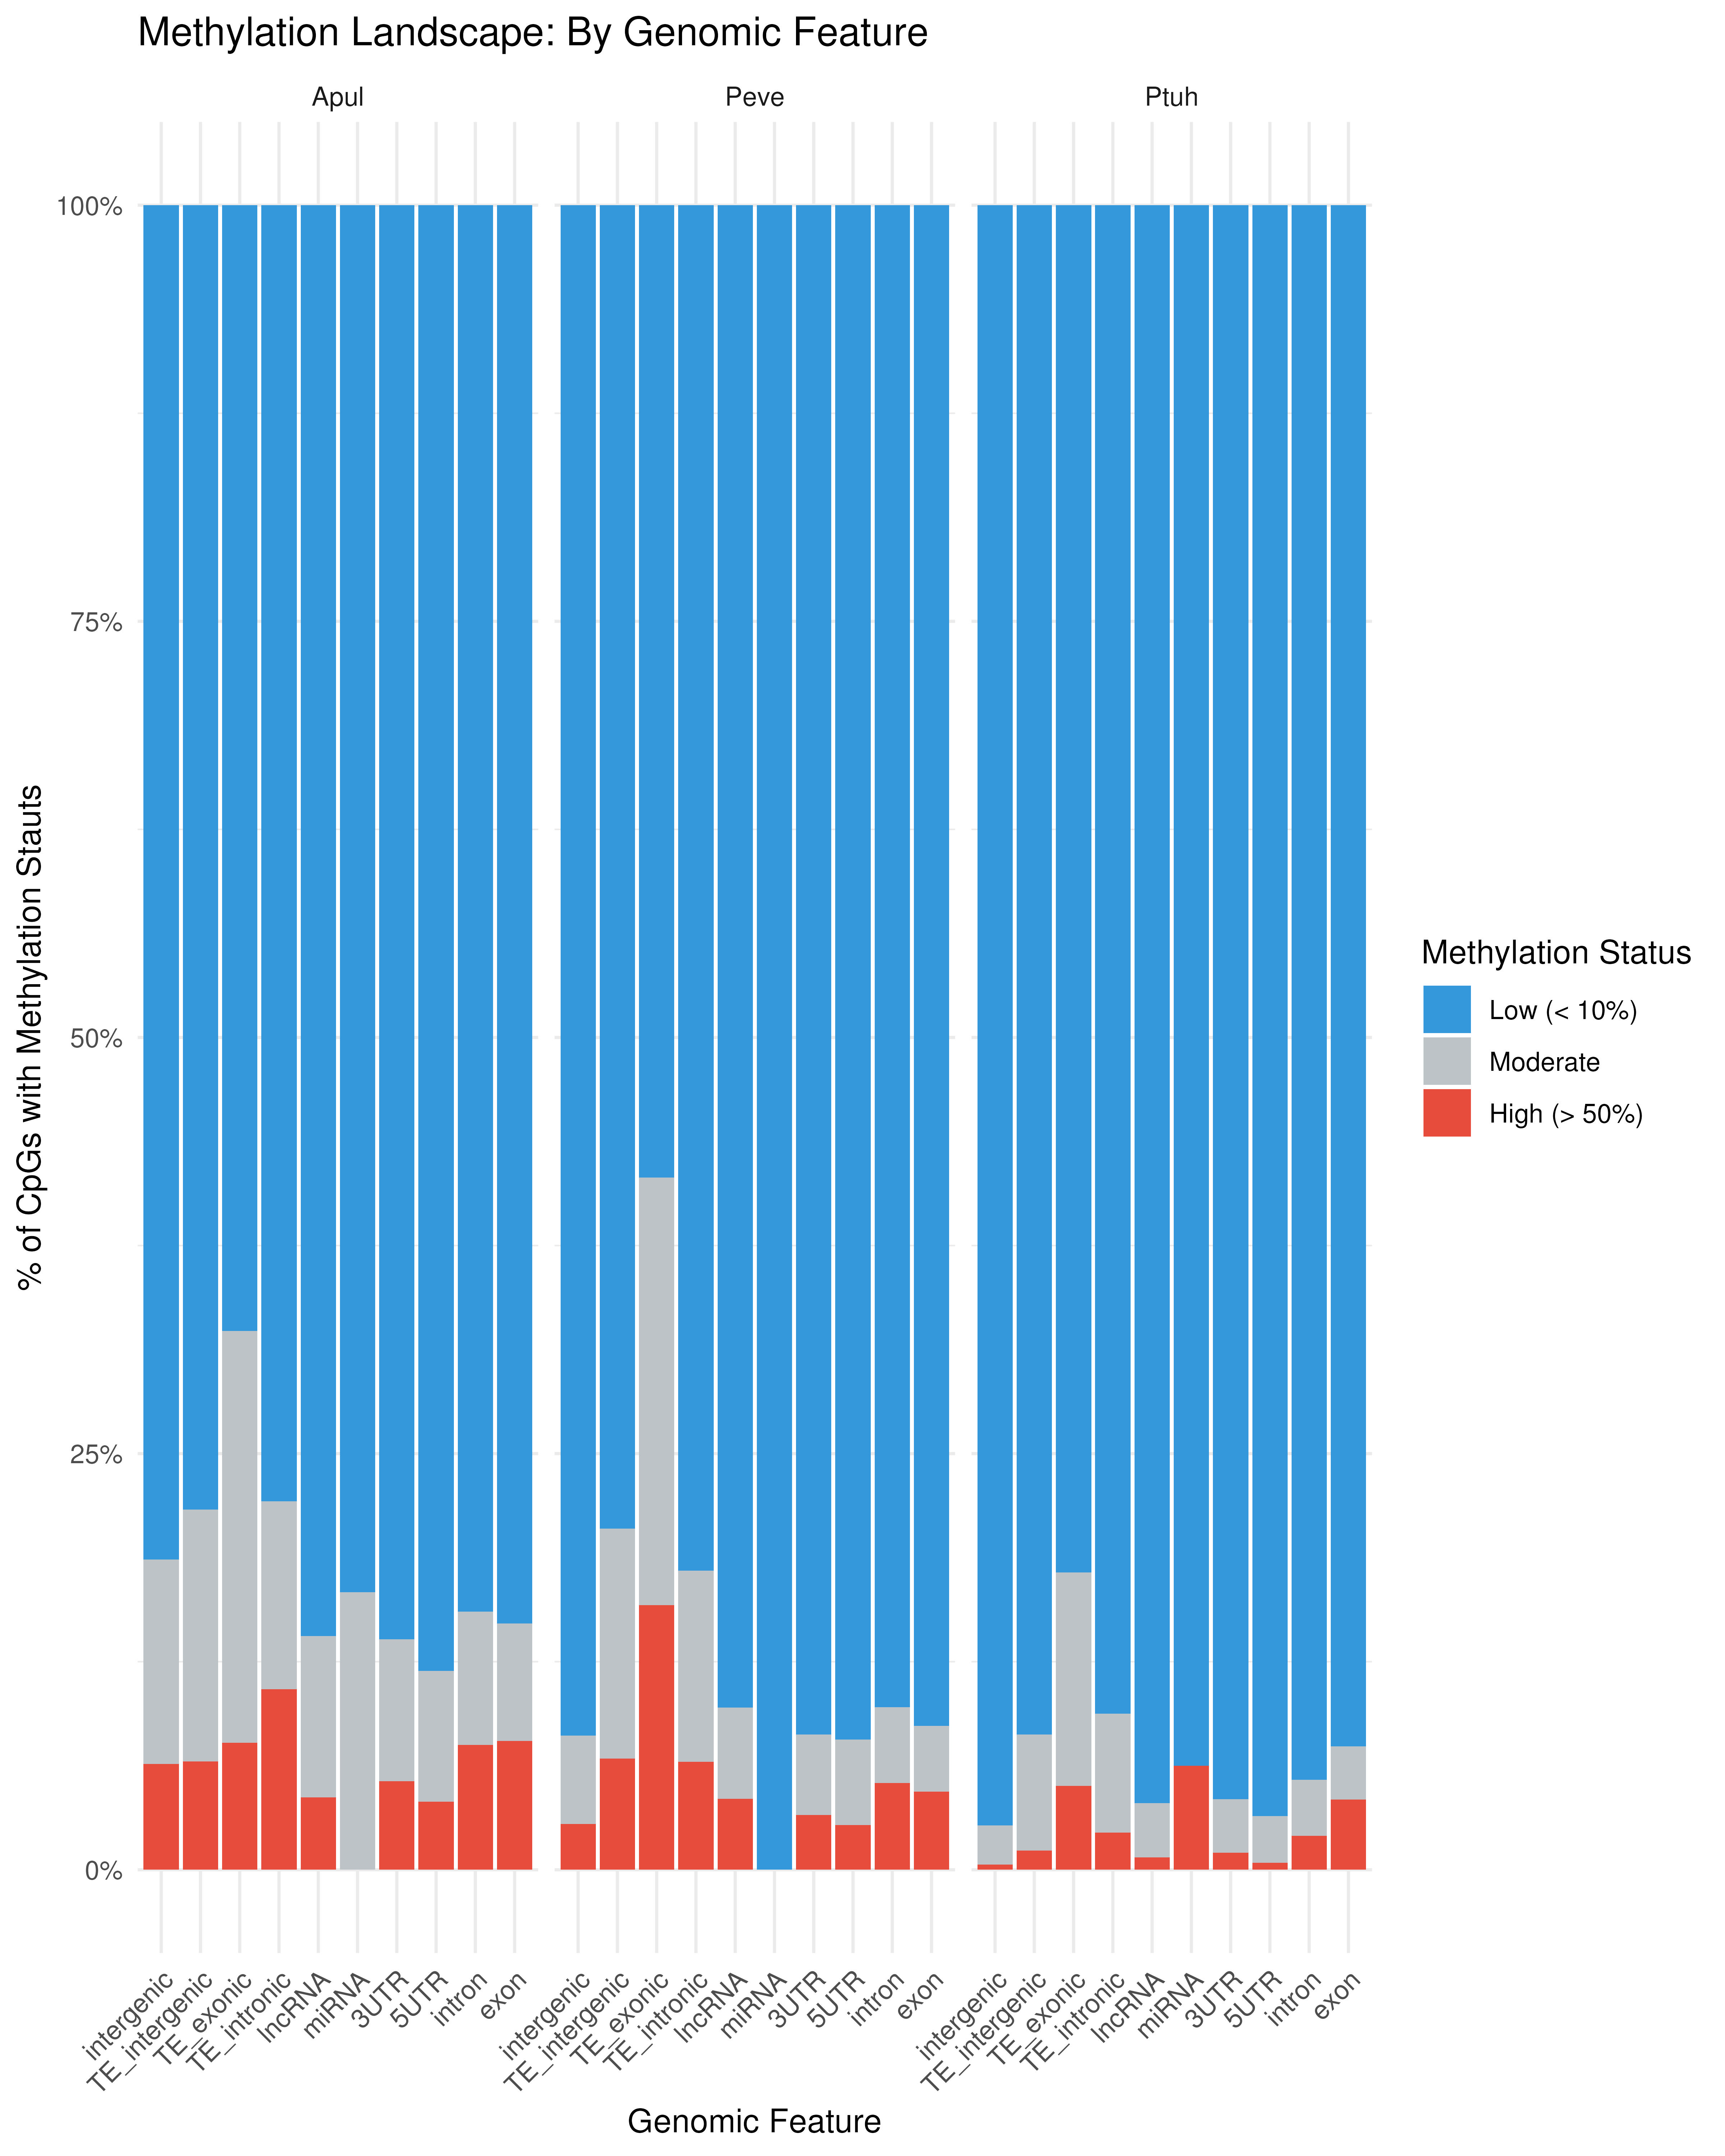 Methylation Landscape: By Genomic Feature
Apul
Peve
Ptuh
100%
75%
50%
25%
0%
% of CpGs with Methylation Stauts
intergenic
TE_intergenic
TE_exonic
TE_intronic
lncRNA
miRNA
3UTR
5UTR
intron
exon
intergenic
TE_intergenic
TE_exonic
TE_intronic
lncRNA
miRNA
3UTR
5UTR
intron
exon
intergenic
TE_intergenic
TE_exonic
TE_intronic
lncRNA
miRNA
3UTR
5UTR
intron
exon
Genomic Feature
Methylation Status
Low (< 10%)
Moderate
High (> 50%)